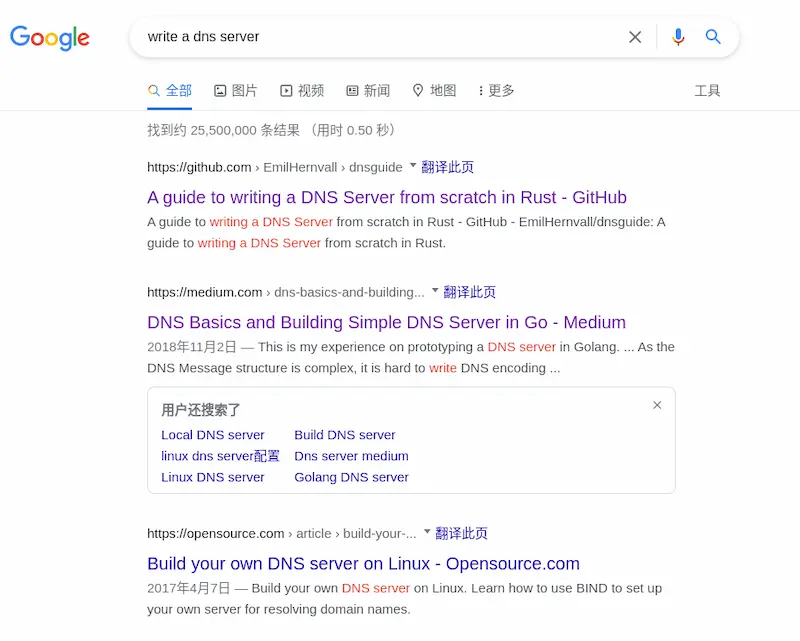 Google
write a dns server
全部 图片 视频 新闻 地图 更多 工具
找到约 25,500,000 条结果 （用时 0.50 秒）
https://github.com › EmilHernvall › dnsguide 翻译此页
A guide to writing a DNS Server from scratch in Rust - GitHub
A guide to writing a DNS Server from scratch in Rust - GitHub - EmilHernvall/dnsguide: A
guide to writing a DNS Server from scratch in Rust.
https://medium.com › dns-basics-and-building... 翻译此页
DNS Basics and Building Simple DNS Server in Go - Medium
2018年11月2日 — This is my experience on prototyping a DNS server in Golang. ... As the
DNS Message structure is complex, it is hard to write DNS encoding ...
用户还搜索了
Local DNS server Build DNS server
linux dns server配置 Dns server medium
Linux DNS server Golang DNS server
https://opensource.com › article › build-your-... 翻译此页
Build your own DNS server on Linux - Opensource.com
2017年4月7日 — Build your own DNS server on Linux. Learn how to use BIND to set up
your own server for resolving domain names.